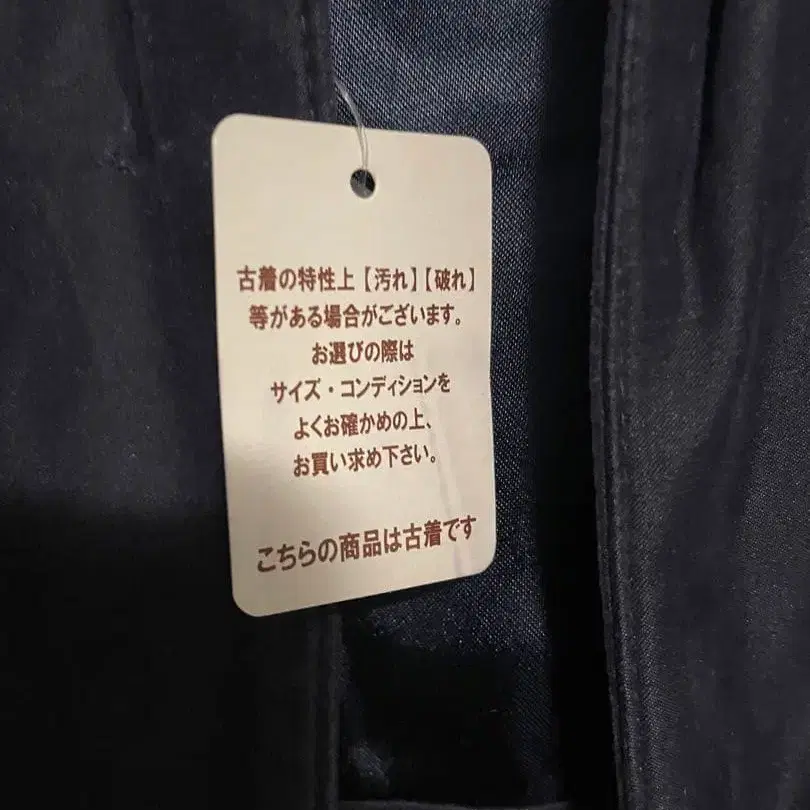 古着の特性上【汚れ】【破れ】
等がある場合がございます。
お選びの際は
サイズ・コンディションを
よくお確かめの上、
お買い求め下さい。
こちらの商品は古着です